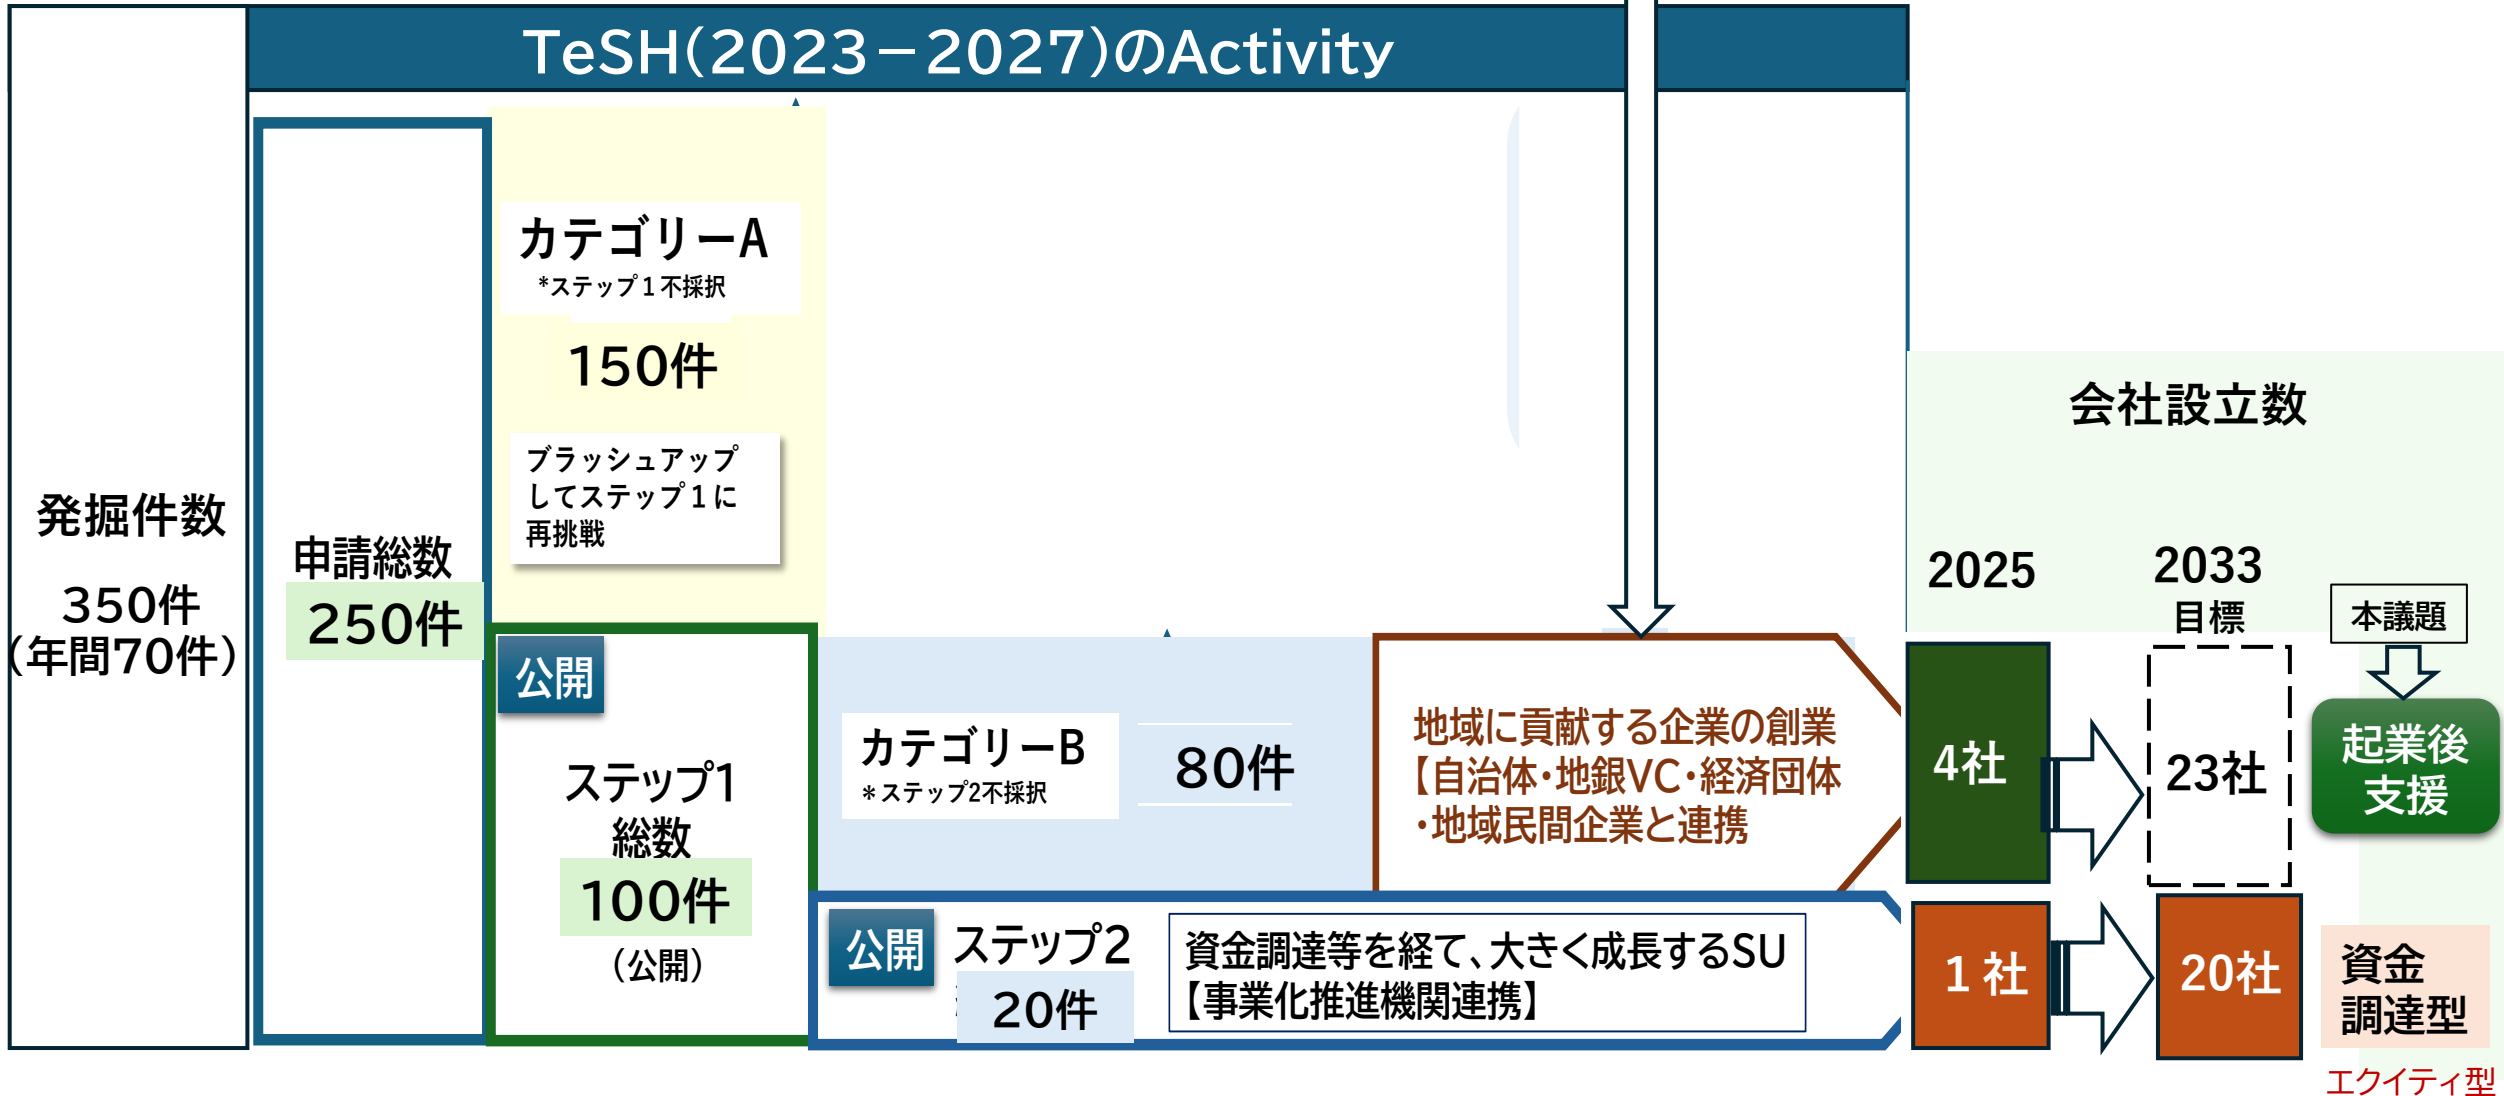 TeSH(2023－2027)のActivity
発掘件数
350件
（年間70件）
申請総数
250件
カテゴリーA
*ステップ１不採択
150件
ブラッシュアップ
してステップ１に
再挑戦
公開
ステップ1
総数
100件
（公開）
カテゴリーB
＊ステップ2不採択
80件
地域に貢献する企業の創業
【自治体・地銀VC・経済団体
・地域民間企業と連携
公開
ステップ2
20件
資金調達等を経て、大きく成長するSU
【事業化推進機関連携】
会社設立数
2025
2033
目標
本議題
4社
23社
起業後
支援
1社
20社
資金
調達型
エクイティ型